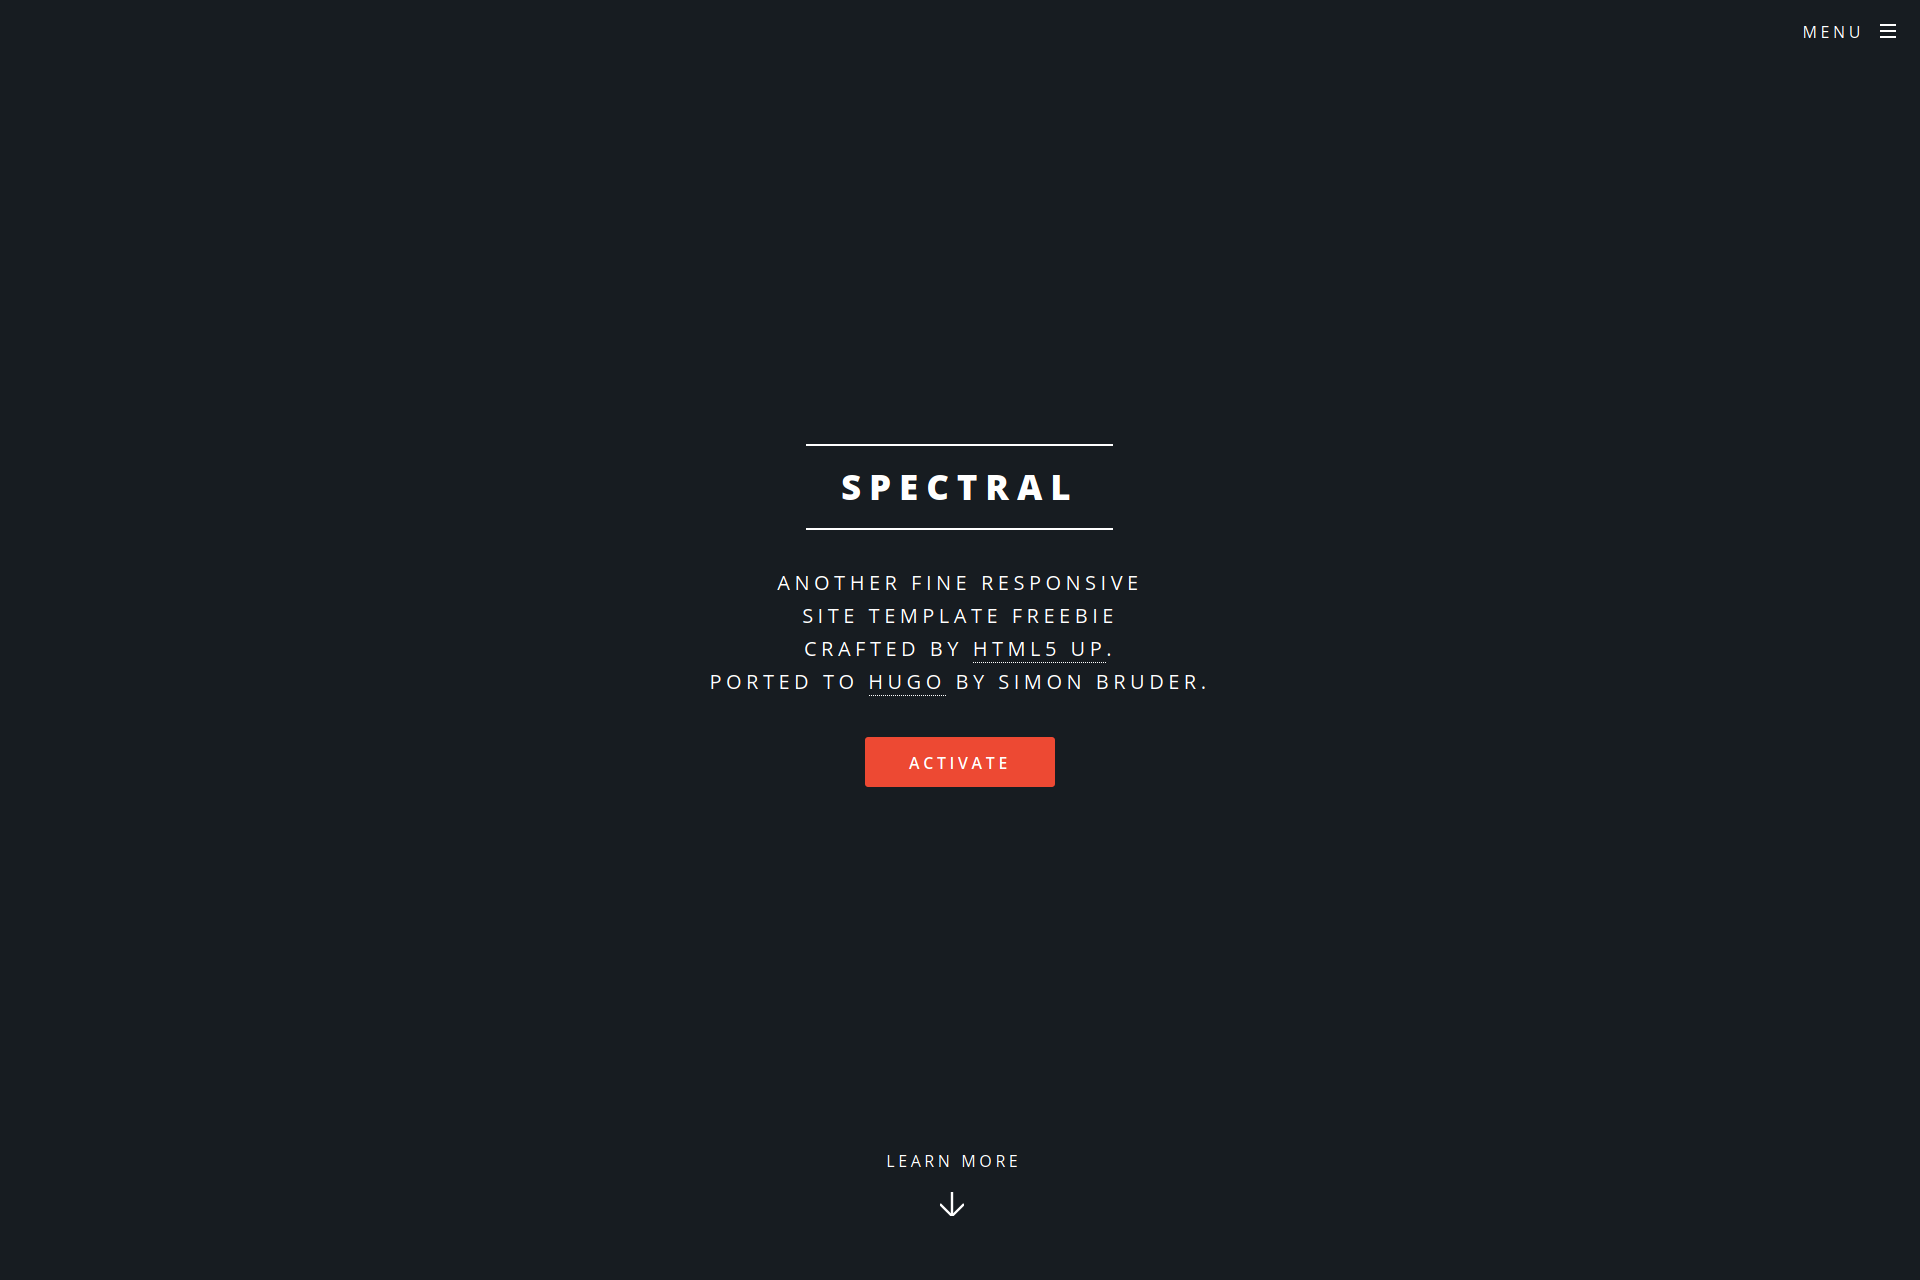 MENU
SPECTRAL
ANOTHER FINE RESPONSIVE
SITE TEMPLATE FREEBIE
CRAFTED BY HTML5 UP.
PORTED TO HUGO BY SIMON BRUDER.
ACTIVATE
LEARN MORE